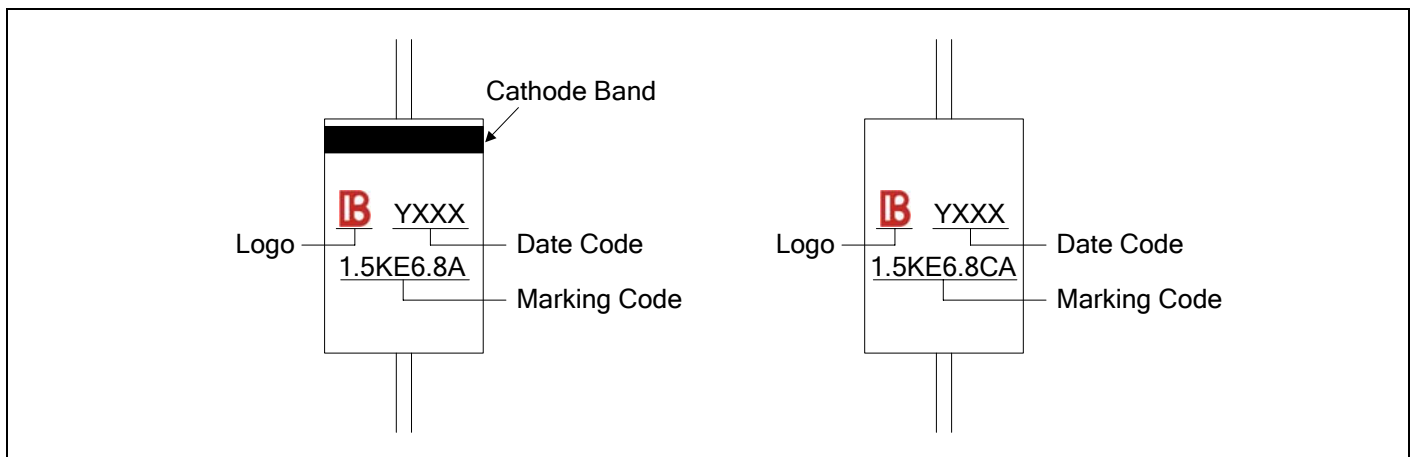 Cathode Band
B YXXX
Logo
Date Code
1.5KE6.8A
Marking Code
B YXXX
Logo
Date Code
1.5KE6.8CA
Marking Code